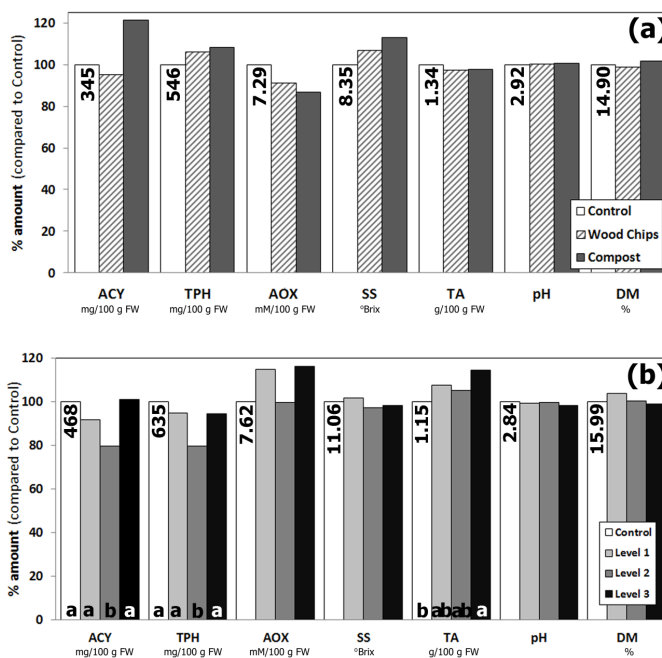 (a)
% amount (compared to Control)
120
100
80
60
40
20
0
345
546
7.29
8.35
1.34
2.92
14.90
Control
Wood Chips
Compost
ACY TPH AOX SS TA pH DM
mg/100 g FW mg/100 g FW mM/100 g FW °Brix g/100 FW %
(b)
% amount (compared to Control)
120
100
80
60
40
20
0
468
635
7.62
11.06
1.15
2.84
15.99
Control
Level 1
Level 2
Level 3
a a b a a a b a b ab ab a
ACY TPH AOX SS TA pH DM
mg/100 g FW mg/100 g FW mM/100 g FW °Brix g/100 FW %